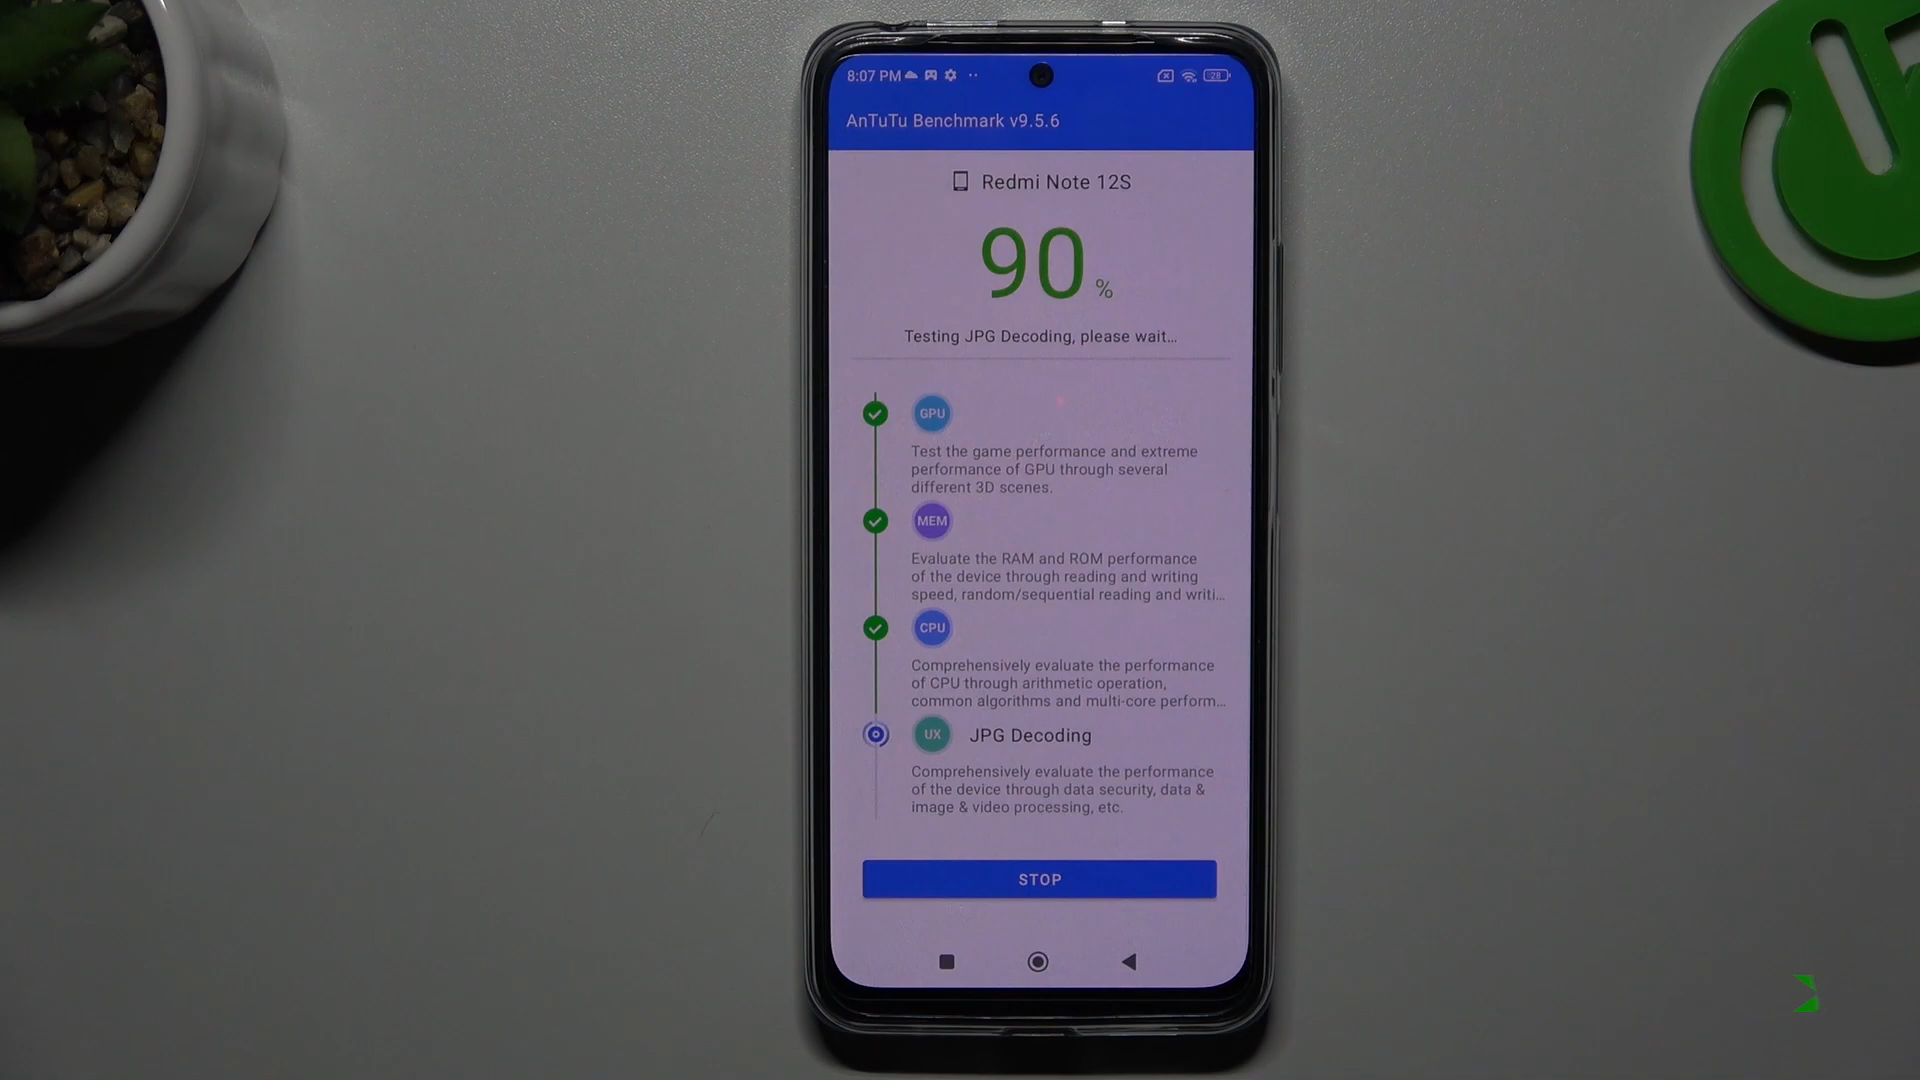 8:07 PM
28
AnTuTu Benchmark v9.5.6
Redmi Note 12S
90 %
Testing JPG Decoding, please wait...
GPU
Test the game performance and extreme
performance of GPU through several
different 3D scenes.
MEM
Evaluate the RAM and ROM performance
of the device through reading and writing
speed, random/sequential reading and writi...
CPU
Comprehensively evaluate the performance
of CPU through arithmetic operation,
common algorithms and multi-core perform...
UX JPG Decoding
Comprehensively evaluate the performance
of the device through data security, data &
image & video processing, etc.
STOP